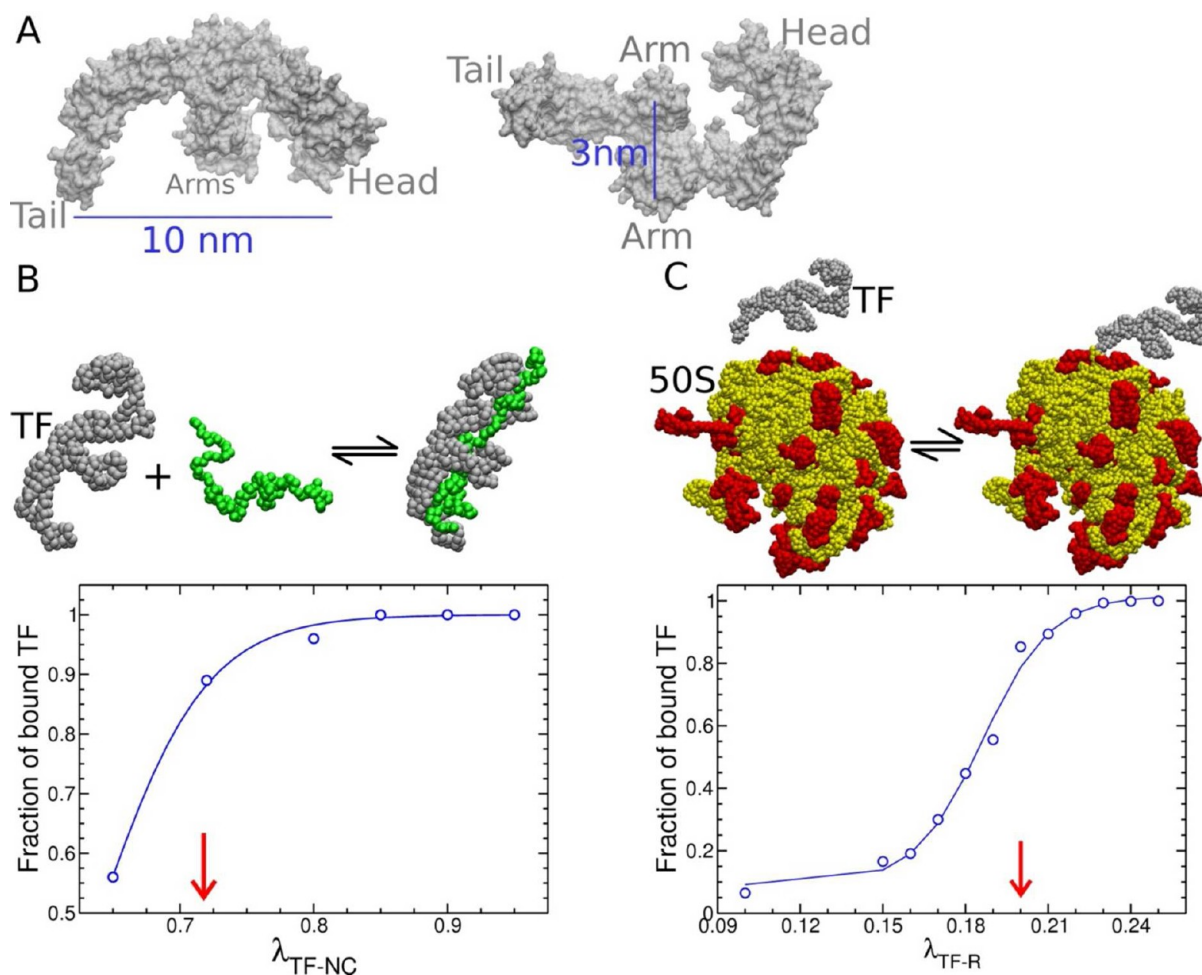 A
Tail
Arms
Head
10 nm
Tail
Arm
Head
3nm
Arm
B
TF
+
C
TF
50S
Fraction of bound TF
1
0.9
0.8
0.7
0.6
0.5
0.7
0.8
0.9
λTF-NC
Fraction of bound TF
1
0.8
0.6
0.4
0.2
0
0.09
0.12
0.15
0.18
0.21
0.24
λTF-R